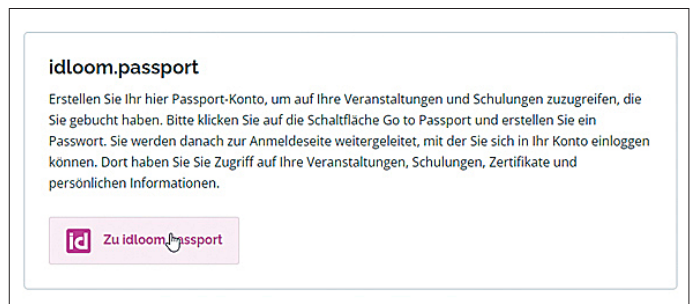 idloom.passport
Erstellen Sie Ihr hier Passport-Konto, um auf Ihre Veranstaltungen und Schulungen zuzugreifen, die
Sie gebucht haben. Bitte klicken Sie auf die Schaltfläche Go to Passport und erstellen Sie ein
Passwort. Sie werden danach zur Anmeldeseite weitergeleitet, mit der Sie sich in Ihr Konto einloggen
können. Dort haben Sie Sie Zugriff auf Ihre Veranstaltungen, Schulungen, Zertifikate und
persönlichen Informationen.
id Zu idloom.passport